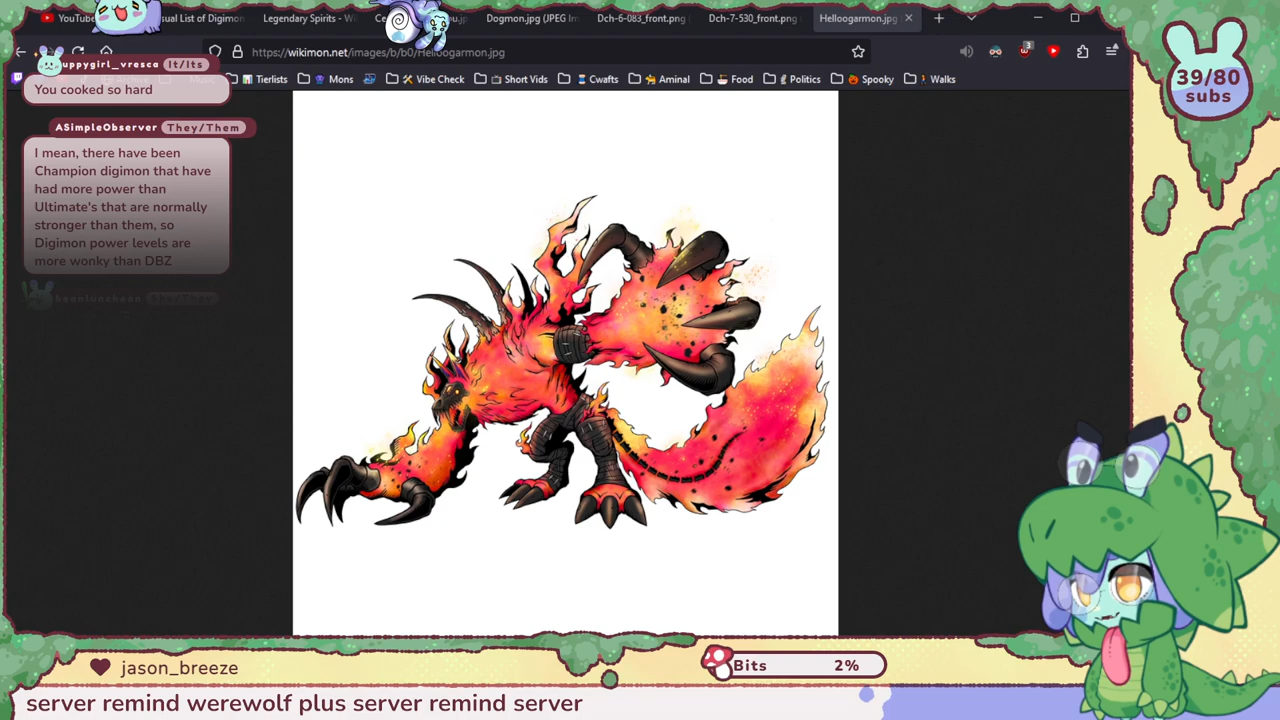 YouTube
sual List of Digimon
Legendary Spirits - Wi
Ce
u.jp
Dogmon.jpg (JPEG Im
Dch-6-083_front.png
Dch-7-530_front.png
Helloogarmon.jpg
https://wikimon.net/images/b/b0/Helloogarmon.jpg
3
Tierlists
Mons
Vibe Check
Short Vids
Cwafts
Aminal
Food
Politics
Spooky
Walks
uppygirl_vresca It/Its
You cooked so hard
ASimpleObserver They/Them
I mean, there have been
Champion digimon that have
had more power than
Ultimate's that are normally
stronger than them, so
Digimon power levels are
more wonky than DBZ
39/80
subs
jason_breeze
Bits 2%
server remind werewolf plus server remind server